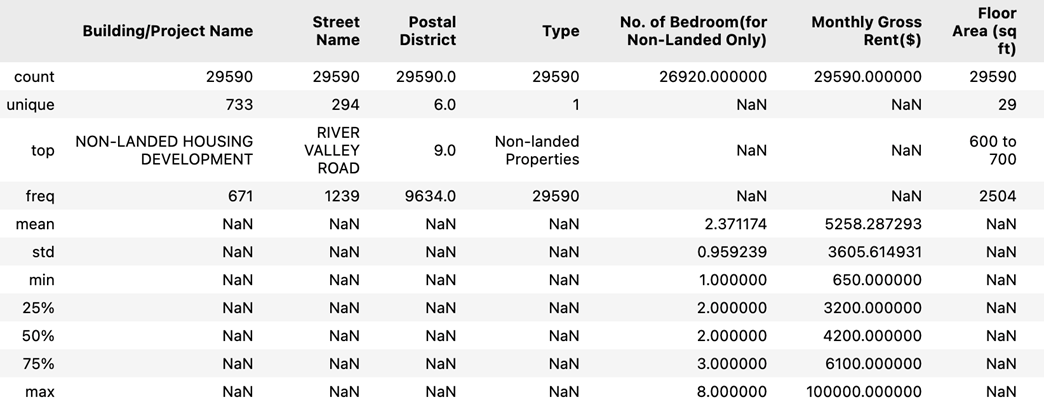 Building/Project Name Street Name Postal District Type No. of Bedroom(for Non-Landed Only) Monthly Gross Rent($) Floor Area (sq ft)
count 29590 29590 29590.0 29590 26920.000000 29590.000000 29590
unique 733 294 6.0 1 NaN NaN 29
top NON-LANDED HOUSING DEVELOPMENT RIVER VALLEY ROAD 9.0 Non-landed Properties NaN NaN 600 to 700
freq 671 1239 9634.0 29590 NaN NaN 2504
mean NaN NaN NaN NaN 2.371174 5258.287293 NaN
std NaN NaN NaN NaN 0.959239 3605.614931 NaN
min NaN NaN NaN NaN 1.000000 650.000000 NaN
25% NaN NaN NaN NaN 2.000000 3200.000000 NaN
50% NaN NaN NaN NaN 2.000000 4200.000000 NaN
75% NaN NaN NaN NaN 3.000000 6100.000000 NaN
max NaN NaN NaN NaN 8.000000 100000.000000 NaN